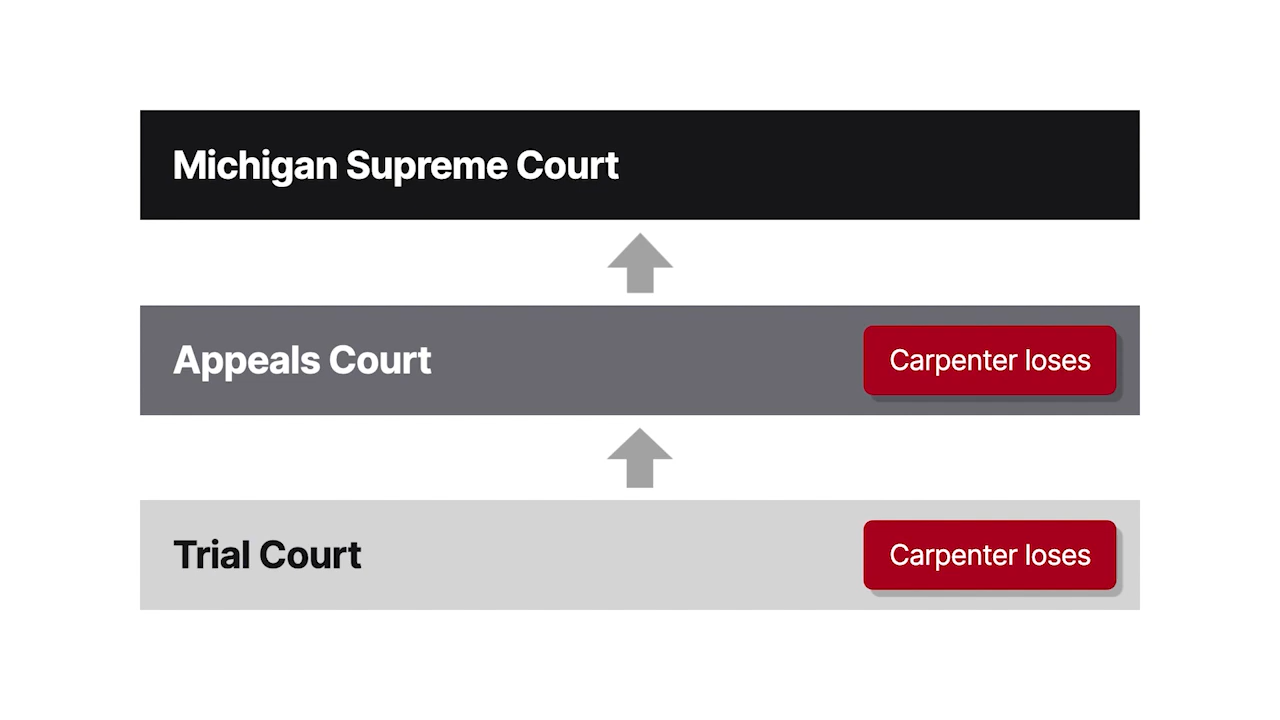 Michigan Supreme Court
Appeals Court
Carpenter loses
Trial Court
Carpenter loses